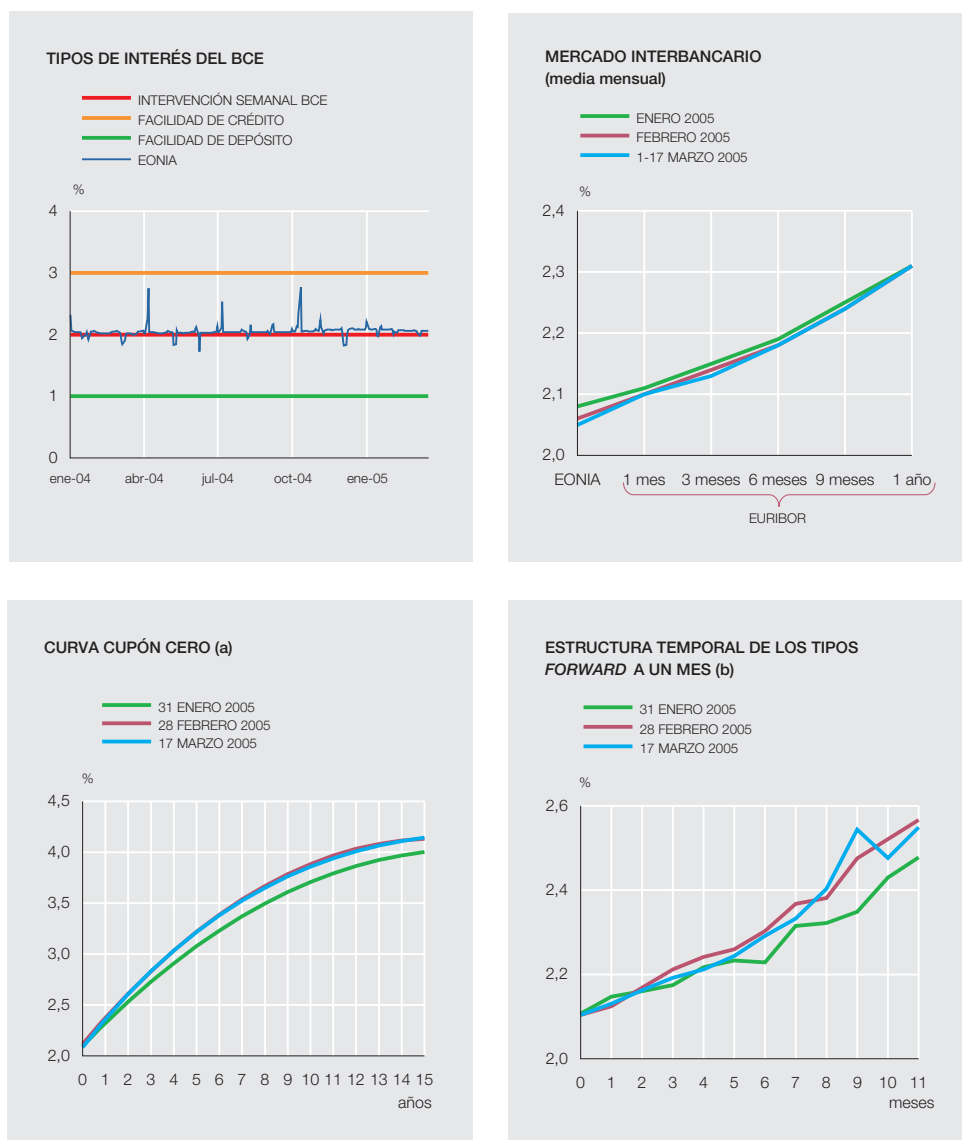 TIPOS DE INTERÉS DEL BCE
INTERVENCIÓN SEMANAL BCE
FACILIDAD DE CRÉDITO
FACILIDAD DE DEPÓSITO
EONIA
%
4
3
2
1
0
ene-04 abr-04 jul-04 oct-04 ene-05
MERCADO INTERBANCARIO
(media mensual)
ENERO 2005
FEBRERO 2005
1-17 MARZO 2005
%
2,4
2,3
2,2
2,1
2,0
EONIA 1 mes 3 meses 6 meses 9 meses 1 año
EURIBOR
CURVA CUPÓN CERO (a)
31 ENERO 2005
28 FEBRERO 2005
17 MARZO 2005
%
4,5
4,0
3,5
3,0
2,5
2,0
0 1 2 3 4 5 6 7 8 9 10 11 12 13 14 15
años
ESTRUCTURA TEMPORAL DE LOS TIPOS
FORWARD A UN MES (b)
31 ENERO 2005
28 FEBRERO 2005
17 MARZO 2005
%
2,6
2,4
2,2
2,0
0 1 2 3 4 5 6 7 8 9 10 11
meses